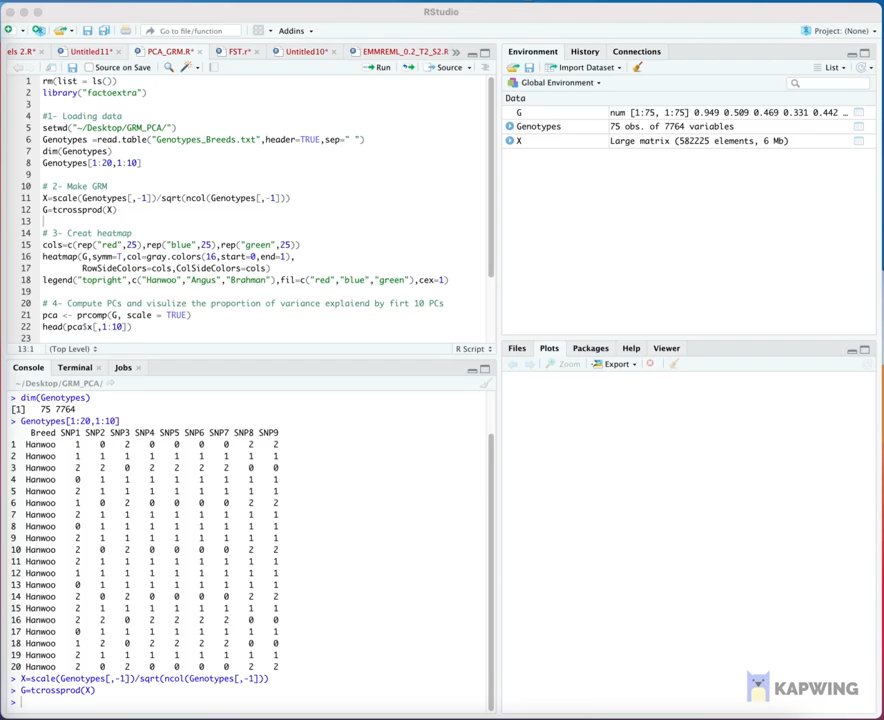 RStudio
Go to file/function
Addins
Project: (None)
els 2.R*
Untitled11*
PCA_GRM.R*
FST.r*
Untitled10*
EMMREML_0.2_T2_S2.R
Source on Save
Run
Source
1 rm(list = ls())
2 library("factoextra")
3
4 #1- Loading data
5 setwd("~/Desktop/GRM_PCA/")
6 Genotypes =read.table("Genotypes_Breeds.txt",header=TRUE,sep=" ")
7 dim(Genotypes)
8 Genotypes[1:20,1:10]
9
10 # 2- Make GRM
11 X=scale(Genotypes[,-1])/sqrt(ncol(Genotypes[,-1]))
12 G=tcrossprod(X)
13
14 # 3- Creat heatmap
15 cols=c(rep("red",25),rep("blue",25),rep("green",25))
16 heatmap(G,symm=T,col=gray.colors(16,start=0,end=1),
17 RowSideColors=cols,ColSideColors=cols)
18 legend("topright",c("Hanwoo","Angus","Brahman"),fil=c("red","blue","green"),cex=1)
19
20 # 4- Compute PCs and visulize the proportion of variance explaiend by firt 10 PCs
21 pca <- prcomp(G, scale = TRUE)
22 head(pca$x[,1:10])
23
13:1 (Top Level) R Script
Console Terminal Jobs
~/Desktop/GRM_PCA/
> dim(Genotypes)
[1] 75 7764
> Genotypes[1:20,1:10]
Breed SNP1 SNP2 SNP3 SNP4 SNP5 SNP6 SNP7 SNP8 SNP9
1 Hanwoo 1 0 2 0 0 0 0 2 2
2 Hanwoo 1 1 1 1 1 1 1 1 1
3 Hanwoo 2 2 0 2 2 2 2 0 0
4 Hanwoo 0 1 1 1 1 1 1 1 1
5 Hanwoo 2 1 1 1 1 1 1 1 1
6 Hanwoo 1 0 2 0 0 0 0 2 2
7 Hanwoo 2 1 1 1 1 1 1 1 1
8 Hanwoo 0 1 1 1 1 1 1 1 1
9 Hanwoo 2 1 1 1 1 1 1 1 1
10 Hanwoo 2 0 2 0 0 0 0 2 2
11 Hanwoo 2 1 1 1 1 1 1 1 1
12 Hanwoo 1 1 1 1 1 1 1 1 1
13 Hanwoo 0 1 1 1 1 1 1 1 1
14 Hanwoo 2 0 2 0 0 0 0 2 2
15 Hanwoo 2 1 1 1 1 1 1 1 1
16 Hanwoo 2 2 0 2 2 2 2 0 0
17 Hanwoo 0 1 1 1 1 1 1 1 1
18 Hanwoo 1 2 0 2 2 2 2 0 0
19 Hanwoo 2 1 1 1 1 1 1 1 1
20 Hanwoo 2 0 2 0 0 0 0 2 2
> X=scale(Genotypes[,-1])/sqrt(ncol(Genotypes[,-1]))
> G=tcrossprod(X)
>
Environment History Connections
Import Dataset
List
Global Environment
Data
G num [1:75, 1:75] 0.949 0.509 0.469 0.331 0.442 ...
Genotypes 75 obs. of 7764 variables
X Large matrix (582225 elements, 6 Mb)
Files Plots Packages Help Viewer
Zoom Export
KAPWING